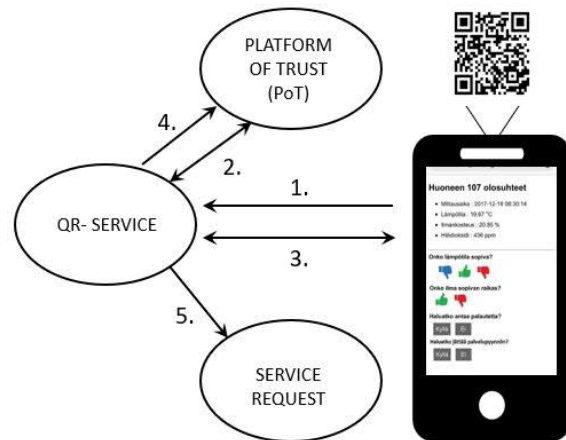 PLATFORM
OF TRUST
(PoT)
4.
2.
1.
QR- SERVICE
3.
5.
SERVICE
REQUEST
Huoneen 107 olosuhteet
Mittausaika : 2017-12-19 08:30:14
Lämpötila : 19.67 °C
Ilmankosteus : 20.85 %
Hiilidioksidi : 436 ppm
Onko lämpötila sopiva?
Onko ilma sopivan raikas?
Haluatko antaa palautetta?
Kyllä Ei
Haluatko jättää palvelupyynnön?
Kyllä Ei